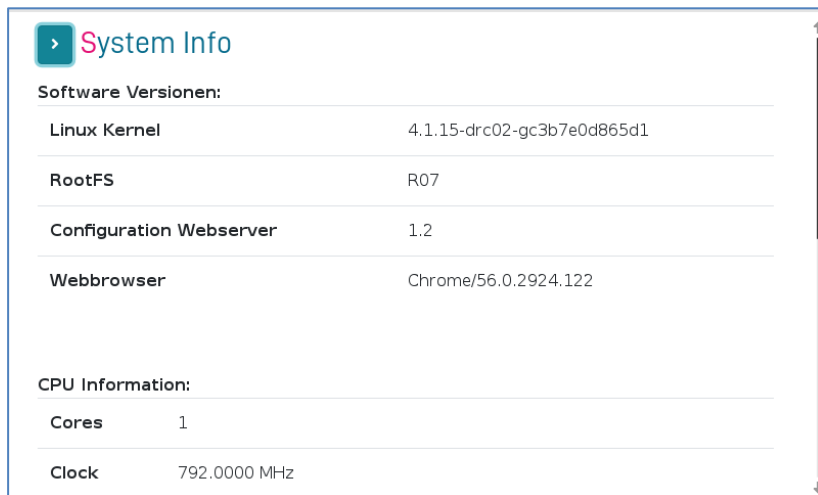 System Info
Software Versionen:
Linux Kernel 4.1.15-drc02-gc3b7e0d865d1
RootFS R07
Configuration Webserver 1.2
Webbrowser Chrome/56.0.2924.122
CPU Information:
Cores 1
Clock 792.0000 MHz